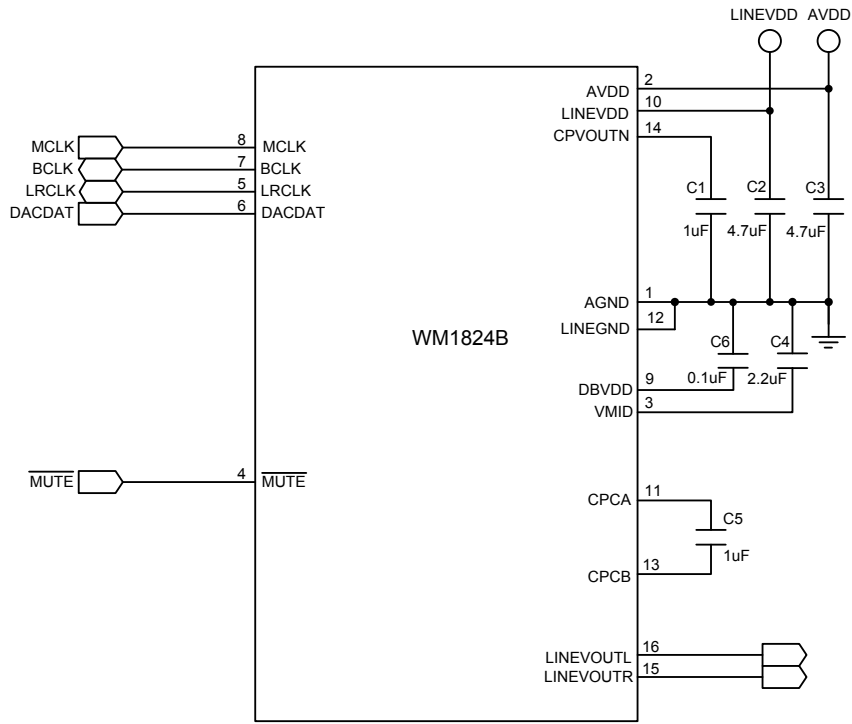 LINEVDD AVDD
AVDD 2
LINEVDD 10
CPVOUTN 14
MCLK 8 MCLK
BCLK 7 BCLK
LRCLK 5 LRCLK
DACDAT 6 DACDAT
C1 C2 C3
1uF 4.7uF 4.7uF
AGND 1
LINEGND 12
WM1824B
C6 C4
0.1uF 2.2uF
DBVDD 9
VMID 3
MUTE 4 MUTE
CPCA 11
C5
1uF
CPCB 13
LINEVOUTL 16
LINEVOUTR 15